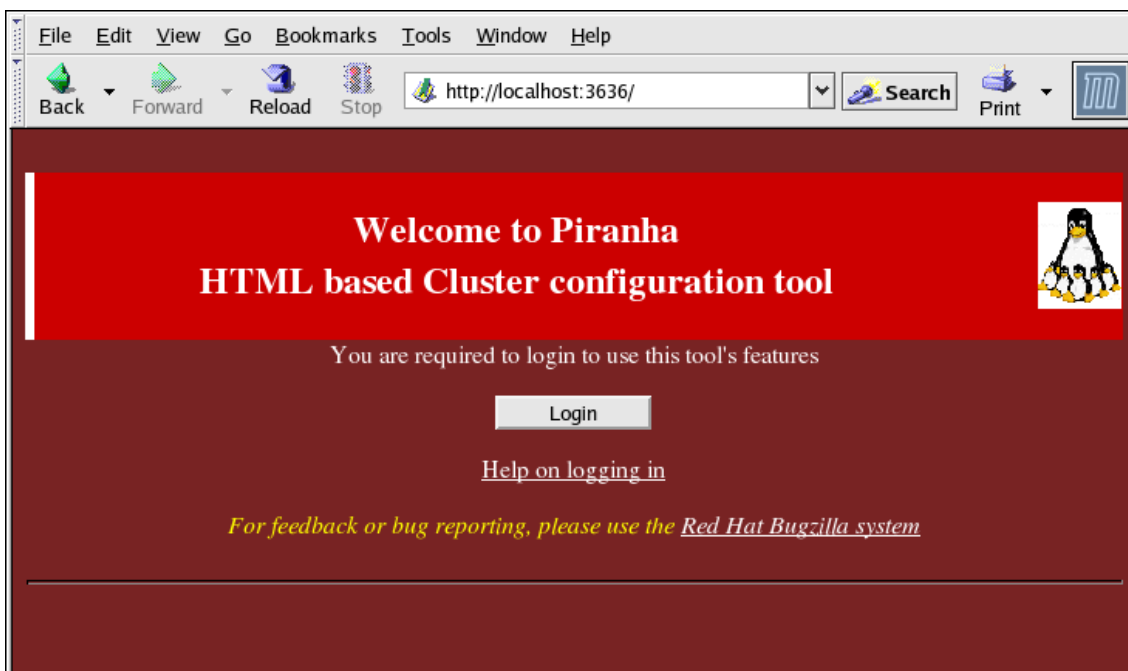 File Edit View Go Bookmarks Tools Window Help
Back Forward Reload Stop http://localhost:3636/ Search Print
Welcome to Piranha
HTML based Cluster configuration tool
You are required to login to use this tool's features
Login
Help on logging in
For feedback or bug reporting, please use the Red Hat Bugzilla system